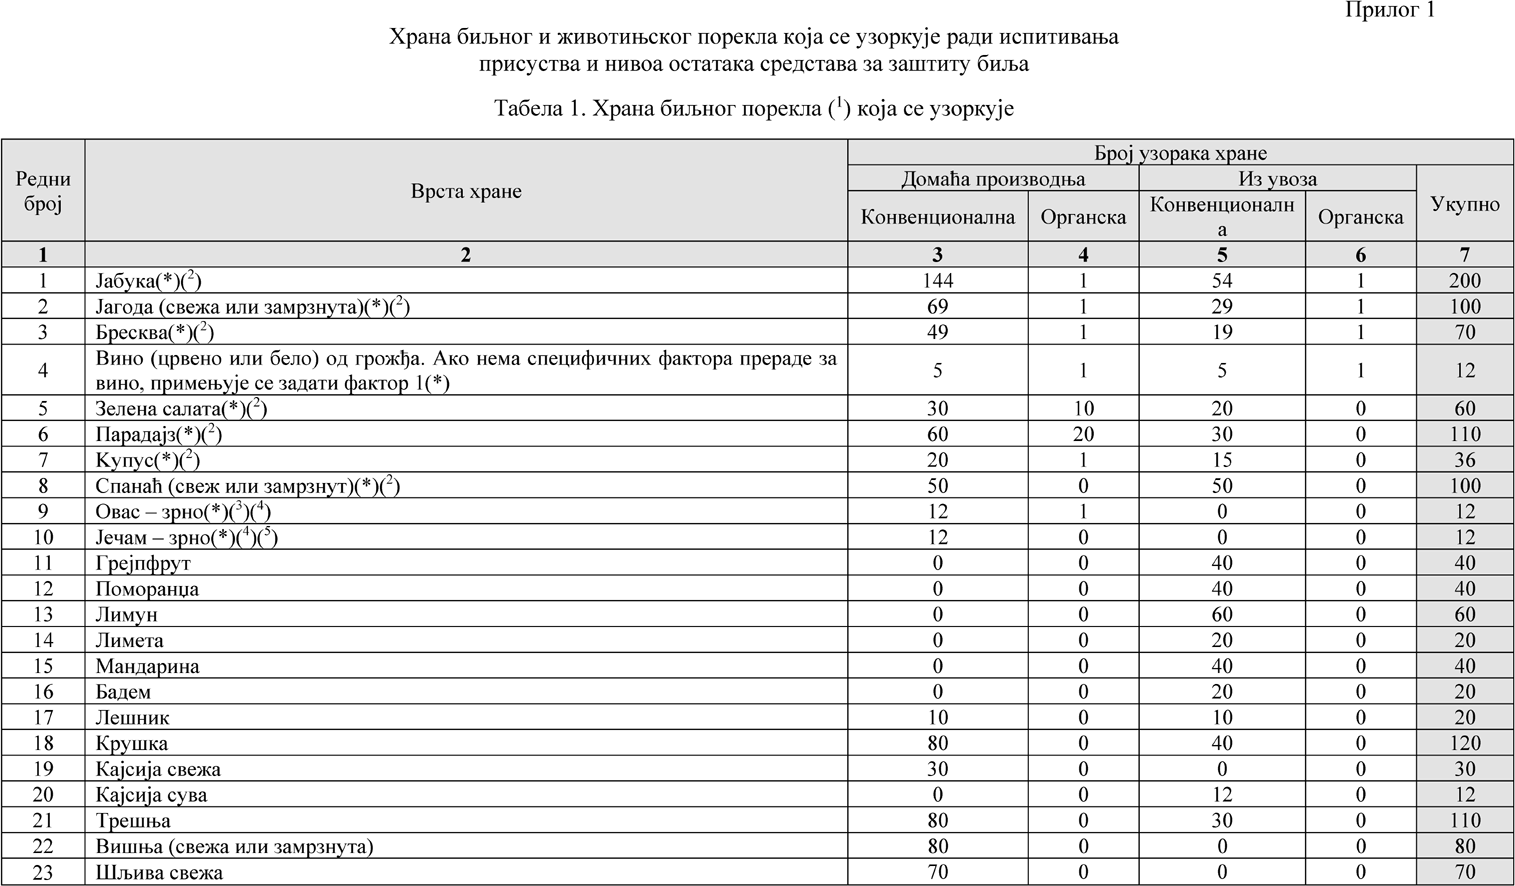 Прилог 1
Храна биљног и животињског порекла која се узоркује ради испитивања
присуства и нивоа остатака средстава за заштиту биља
Табела 1. Храна биљног порекла (¹) која се узоркује
Редни број Врста хране Број узорака хране
Домаћа производња Из увоза Укупно
Конвенционална Органска Конвенционалн
а Органска
1 2 3 4 5 6 7
1 Јабука(*)(²) 144 1 54 1 200
2 Јагода (свежа или замрзнута)(*)(²) 69 1 29 1 100
3 Бресква(*)(²) 49 1 19 1 70
4 Вино (црвено или бело) од грожђа. Ако нема специфичних фактора прераде за
вино, примењује се задати фактор 1(*) 5 1 5 1 12
5 Зелена салата(*)(²) 30 10 20 0 60
6 Парадајз(*)(²) 60 20 30 0 110
7 Купус(*)(²) 20 1 15 0 36
8 Спанаћ (свеж или замрзнут)(*)(²) 50 0 50 0 100
9 Овас – зрно(*)(³)(⁴) 12 1 0 0 12
10 Јечам – зрно(*)(⁴)(⁵) 12 0 0 0 12
11 Грејпфрут 0 0 40 0 40
12 Поморанџа 0 0 40 0 40
13 Лимун 0 0 60 0 60
14 Лимета 0 0 20 0 20
15 Мандарина 0 0 40 0 40
16 Бадем 0 0 20 0 20
17 Лешник 10 0 10 0 20
18 Крушка 80 0 40 0 120
19 Кајсија свежа 30 0 0 0 30
20 Кајсија сува 0 0 12 0 12
21 Трешња 80 0 30 0 110
22 Вишња (свежа или замрзнута) 80 0 0 0 80
23 Шљива свежа 70 0 0 0 70